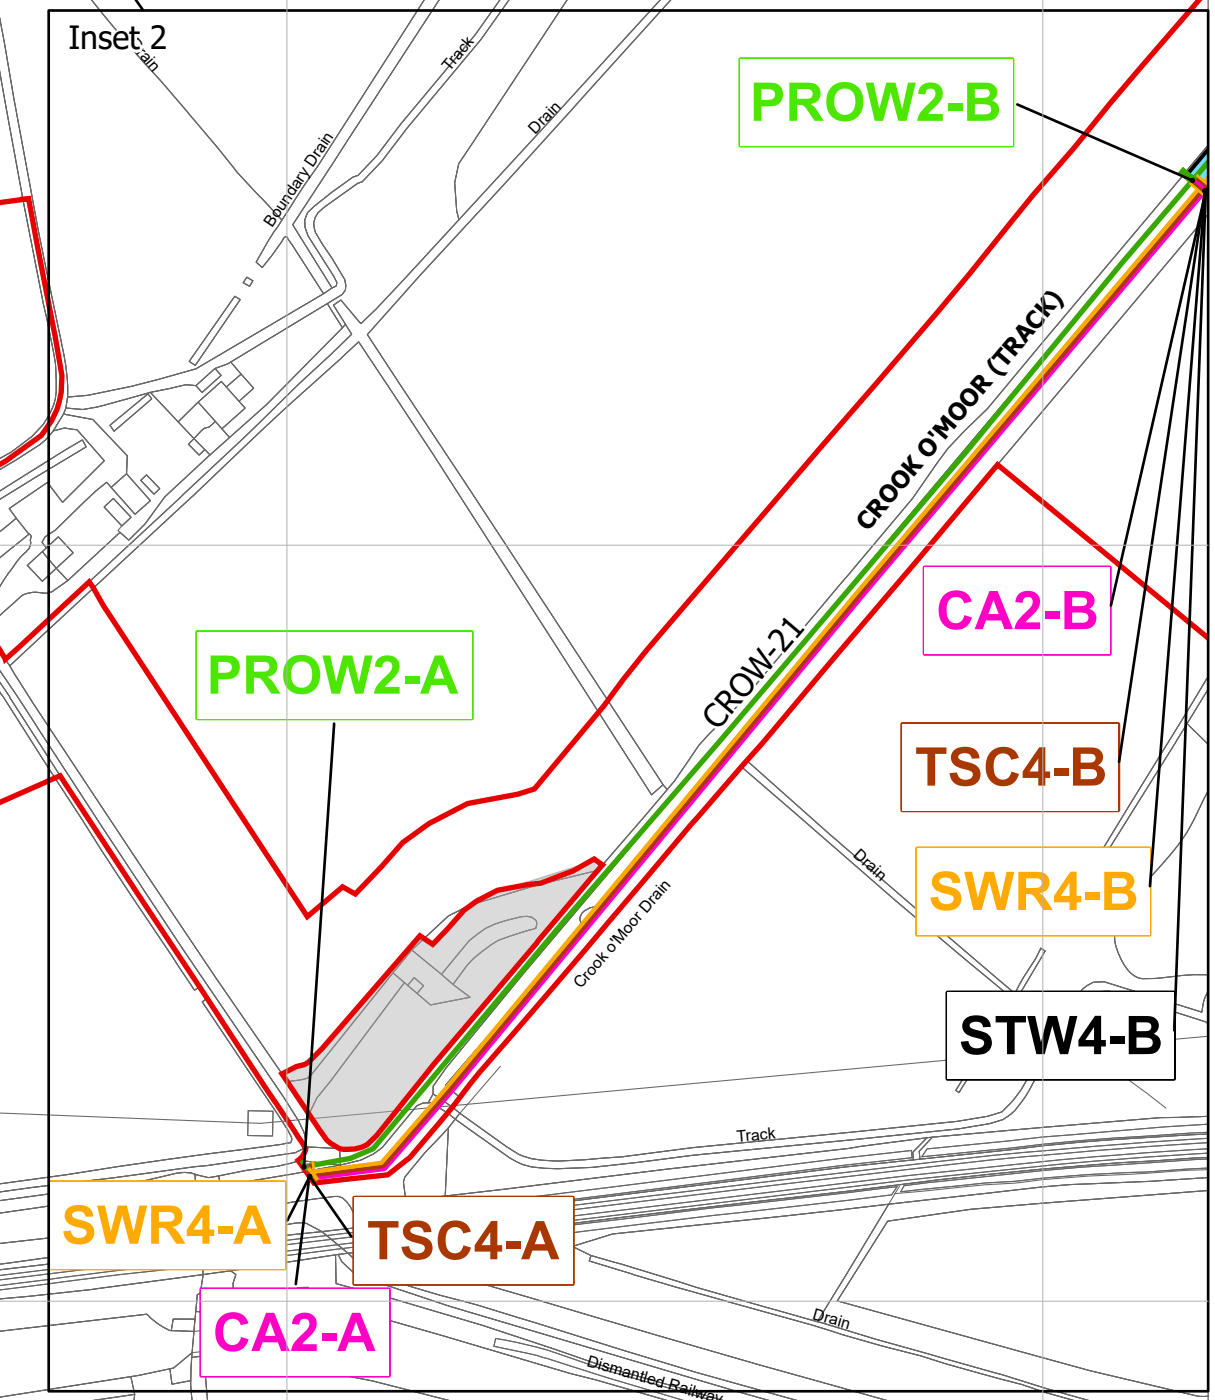 Inset 2
Drain
Track
Drain
Boundary Drain
PROW2-B
CROOK O'MOOR (TRACK)
CA2-B
CROW-21
PROW2-A
TSC4-B
Drain
SWR4-B
Crook o'Moor Drain
STW4-B
Track
SWR4-A
TSC4-A
CA2-A
Drain
Dismantled Railway